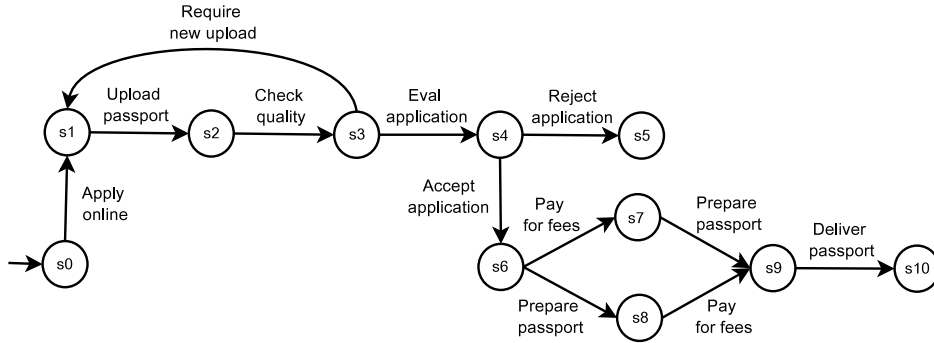 Require
new upload
Upload
passport
Check
quality
Eval
application
Reject
application
s1
s2
s3
s4
s5
Apply
online
Accept
application
Pay
for fees
s7
Prepare
passport
Deliver
passport
s0
s6
s9
s10
Prepare
passport
s8
Pay
for fees